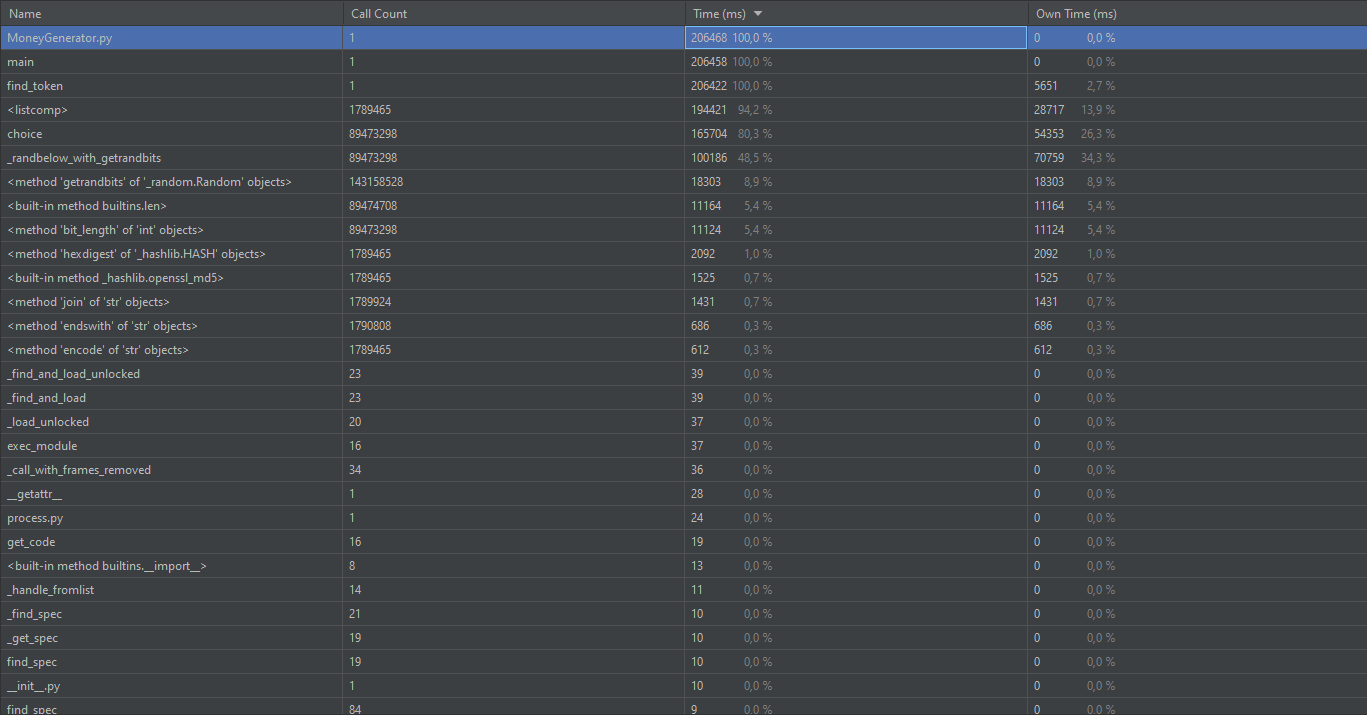 Name Call Count Time (ms) Own Time (ms)
MoneyGenerator.py 1 206468 100,0 % 0 0,0 %
main 1 206458 100,0 % 0 0,0 %
find_token 1 206422 100,0 % 5651 2,7 %
<listcomp> 1789465 194421 94,2 % 28717 13,9 %
choice 89473298 165704 80,3 % 54353 26,3 %
_randbelow_with_getrandbits 89473298 100186 48,5 % 70759 34,3 %
<method 'getrandbits' of '_random.Random' objects> 143158528 18303 8,9 % 18303 8,9 %
<built-in method builtins.len> 89474708 11164 5,4 % 11164 5,4 %
<method 'bit_length' of 'int' objects> 89473298 11124 5,4 % 11124 5,4 %
<method 'hexdigest' of '_hashlib.HASH' objects> 1789465 2092 1,0 % 2092 1,0 %
<built-in method _hashlib.openssl_md5> 1789465 1525 0,7 % 1525 0,7 %
<method 'join' of 'str' objects> 1789924 1431 0,7 % 1431 0,7 %
<method 'endswith' of 'str' objects> 1790808 686 0,3 % 686 0,3 %
<method 'encode' of 'str' objects> 1789465 612 0,3 % 612 0,3 %
_find_and_load_unlocked 23 39 0,0 % 0 0,0 %
_find_and_load 23 39 0,0 % 0 0,0 %
_load_unlocked 20 37 0,0 % 0 0,0 %
exec_module 16 37 0,0 % 0 0,0 %
_call_with_frames_removed 34 36 0,0 % 0 0,0 %
__getattr__ 1 28 0,0 % 0 0,0 %
process.py 1 24 0,0 % 0 0,0 %
get_code 16 19 0,0 % 0 0,0 %
<built-in method builtins.__import__> 8 13 0,0 % 0 0,0 %
_handle_fromlist 14 11 0,0 % 0 0,0 %
_find_spec 21 10 0,0 % 0 0,0 %
_get_spec 19 10 0,0 % 0 0,0 %
find_spec 19 10 0,0 % 0 0,0 %
__init__.py 1 10 0,0 % 0 0,0 %
find_spec 84 9 0,0 % 0 0,0 %